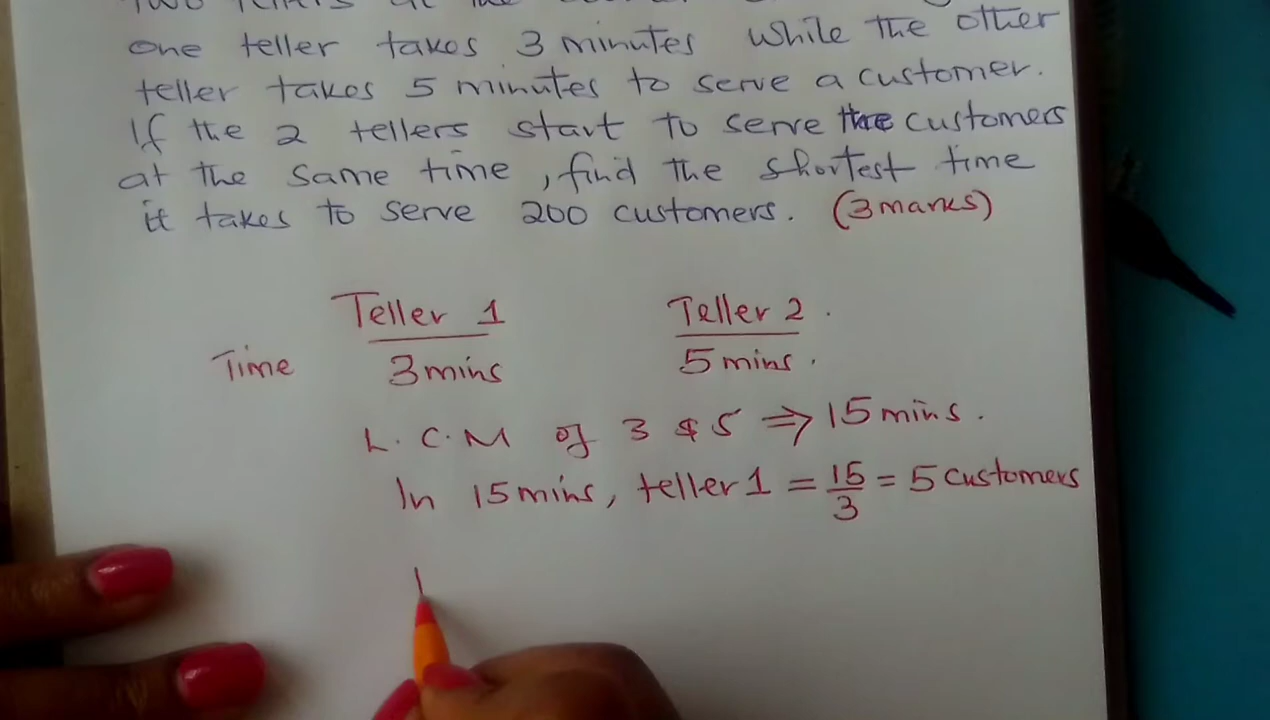 one teller takes 3 minutes while the other
teller takes 5 minutes to serve a customer.
If the 2 tellers start to serve the customers
at the same time, find the shortest time
it takes to serve 200 customers. (3marks)
Teller 1 Teller 2.
Time 3mins 5mins.
L.C.M of 3 & 5 ⇒ 15 mins.
In 15mins, teller 1 = 15/3 = 5 customers